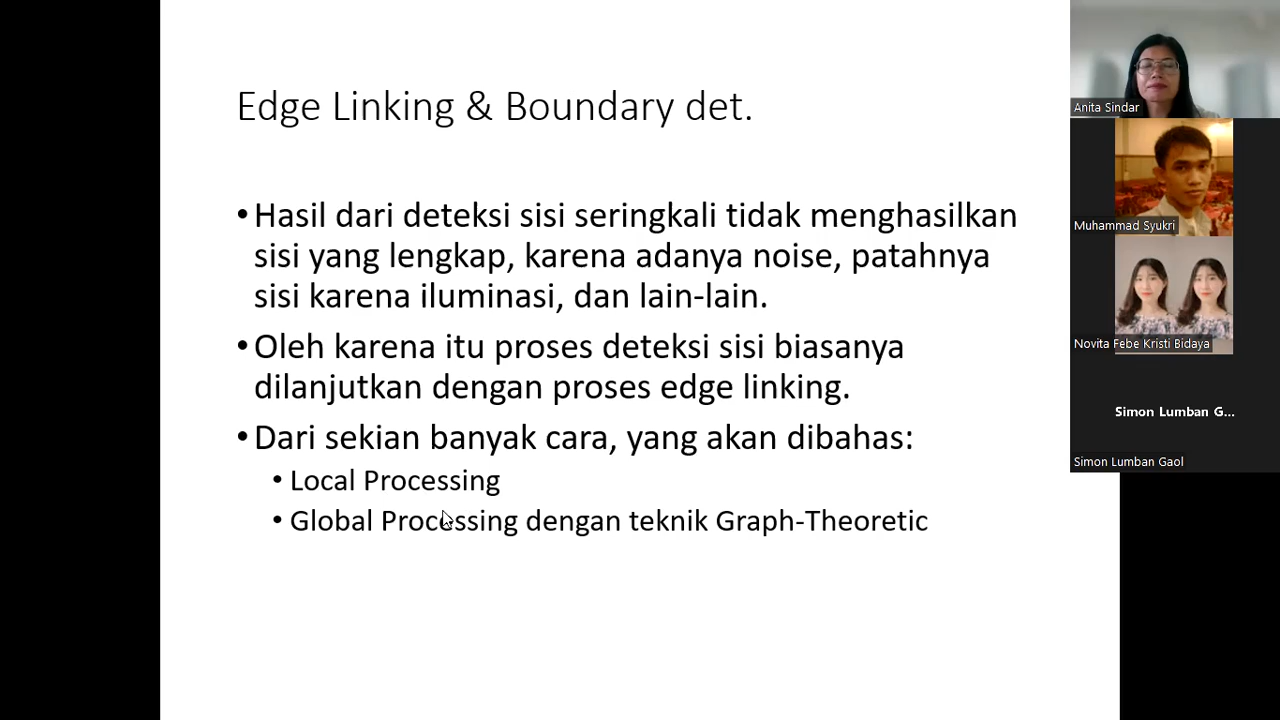 Edge Linking & Boundary det.
•Hasil dari deteksi sisi seringkali tidak menghasilkan
sisi yang lengkap, karena adanya noise, patahnya
sisi karena iluminasi, dan lain-lain.
•Oleh karena itu proses deteksi sisi biasanya
dilanjutkan dengan proses edge linking.
•Dari sekian banyak cara, yang akan dibahas:
• Local Processing
• Global Processing dengan teknik Graph-Theoretic
Anita Sindar
Muhammad Syukri
Novita Febe Kristi Bidaya
Simon Lumban G...
Simon Lumban Gaol